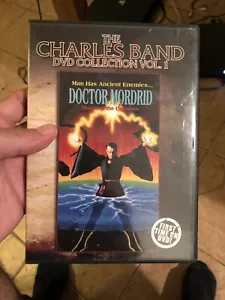 THE
CHARLES BAND
DVD COLLECTION VOL. 1
Man Has Ancient Enemies...
DOCTOR MORDRID
FIRST
TIME ON
DVD!